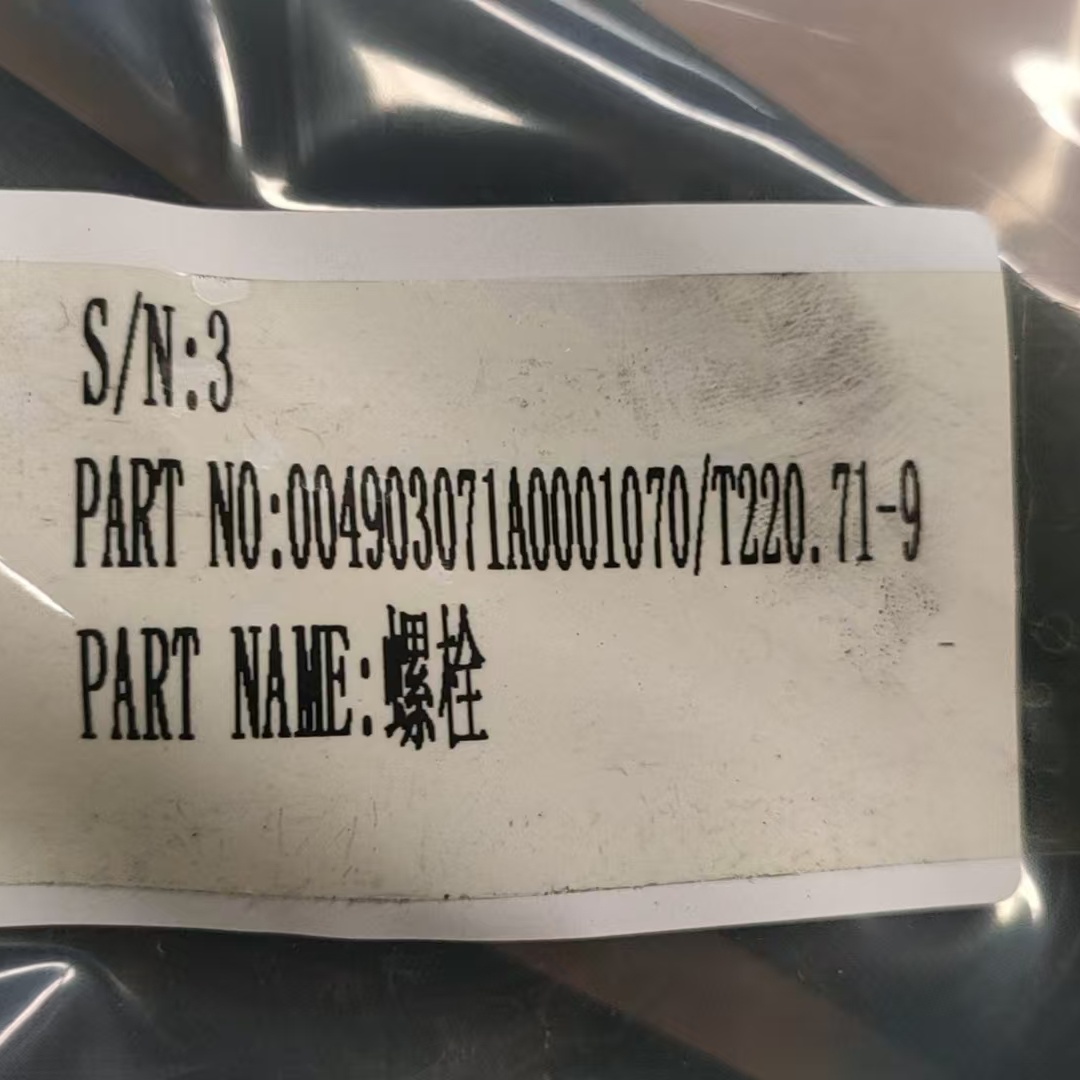 S/N:3
PART NO:004903071A0001070/T220.71-9
PART NAME:螺栓